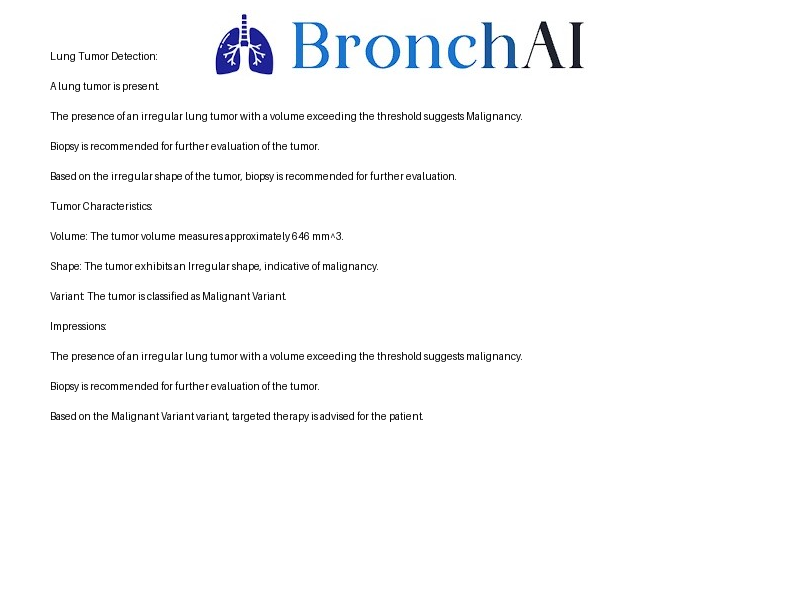 BronchAI
Lung Tumor Detection:
A lung tumor is present.
The presence of an irregular lung tumor with a volume exceeding the threshold suggests Malignancy.
Biopsy is recommended for further evaluation of the tumor.
Based on the irregular shape of the tumor, biopsy is recommended for further evaluation.
Tumor Characteristics:
Volume: The tumor volume measures approximately 646 mm^3.
Shape: The tumor exhibits an Irregular shape, indicative of malignancy.
Variant: The tumor is classified as Malignant Variant.
Impressions:
The presence of an irregular lung tumor with a volume exceeding the threshold suggests malignancy.
Biopsy is recommended for further evaluation of the tumor.
Based on the Malignant Variant variant, targeted therapy is advised for the patient.